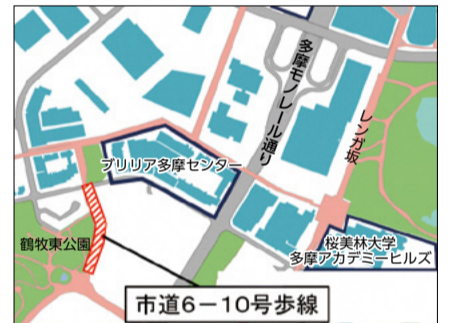 多摩モノレール通り
レンガ坂
ブリリア多摩センター
鶴牧東公園
桜美林大学
多摩アカデミーヒルズ
市道6－10号歩線